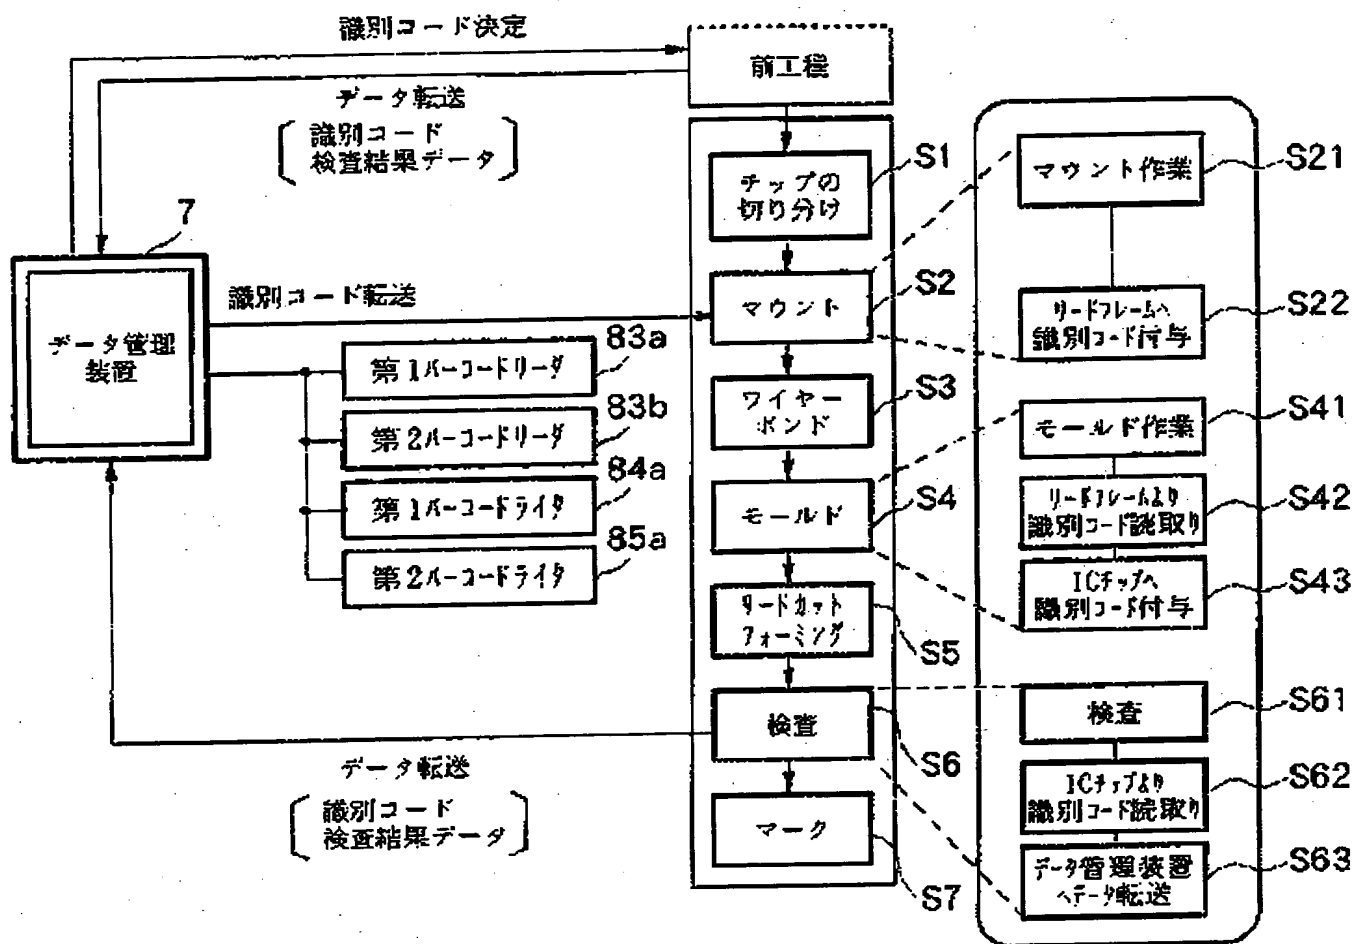 識別コード決定
前工程
データ転送
識別コード
検査結果データ
S1
チップの
切り分け
7
データ管理
装置
識別コード転送
S2
マウント
83a
第1バーコードリーダ
83b
第2バーコードリーダ
84a
第1バーコードライタ
85a
第2バーコードライタ
S3
ワイヤー
ボンド
S4
モールド
リードカット
フォーミング
S5
検査
S6
マーク
S7
データ転送
識別コード
検査結果データ
マウント作業
S21
リードフレームへ
識別コード付与
S22
モールド作業
S41
リードフレームより
識別コード読取り
S42
ICチップへ
識別コード付与
S43
検査
S61
ICチップより
識別コード読取り
S62
データ管理装置
へデータ転送
S63